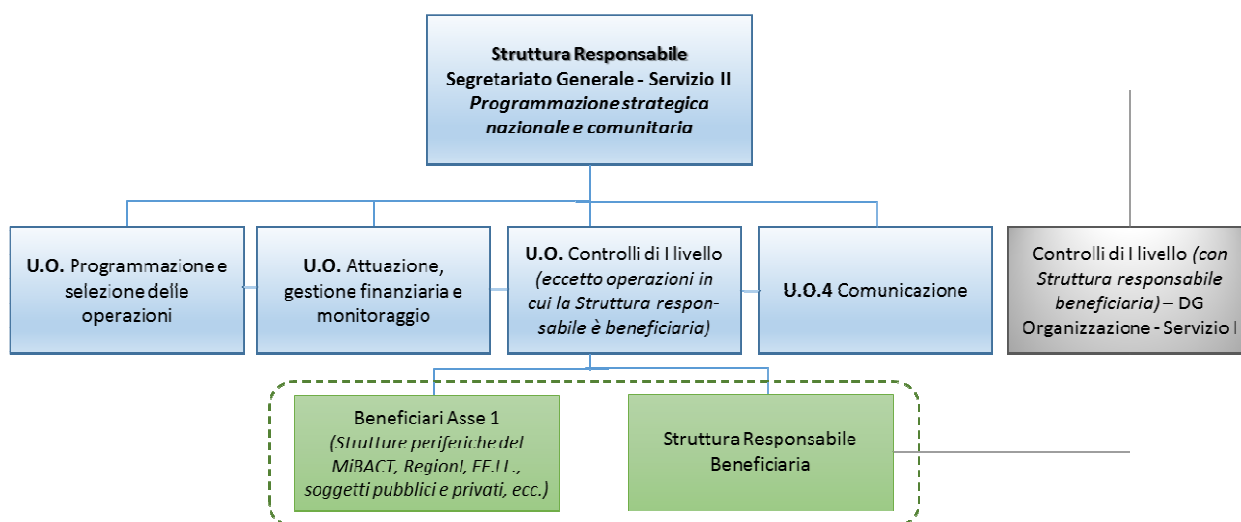 Struttura Responsabile
Segretariato Generale - Servizio II
Programmazione strategica
nazionale e comunitaria
U.O. Programmazione e
selezione delle
operazioni
U.O. Attuazione,
gestione finanziaria e
monitoraggio
U.O. Controlli di I livello
(eccetto operazioni in
cui la Struttura respon-
sabile è beneficiaria)
U.O.4 Comunicazione
Controlli di I livello (con
Struttura responsabile
beneficiaria) – DG
Organizzazione - Servizio I
Beneficiari Asse 1
(Strutture periferiche del
MiBACT, Regioni, EE.LL.,
soggetti pubblici e privati, ecc.)
Struttura Responsabile
Beneficiaria